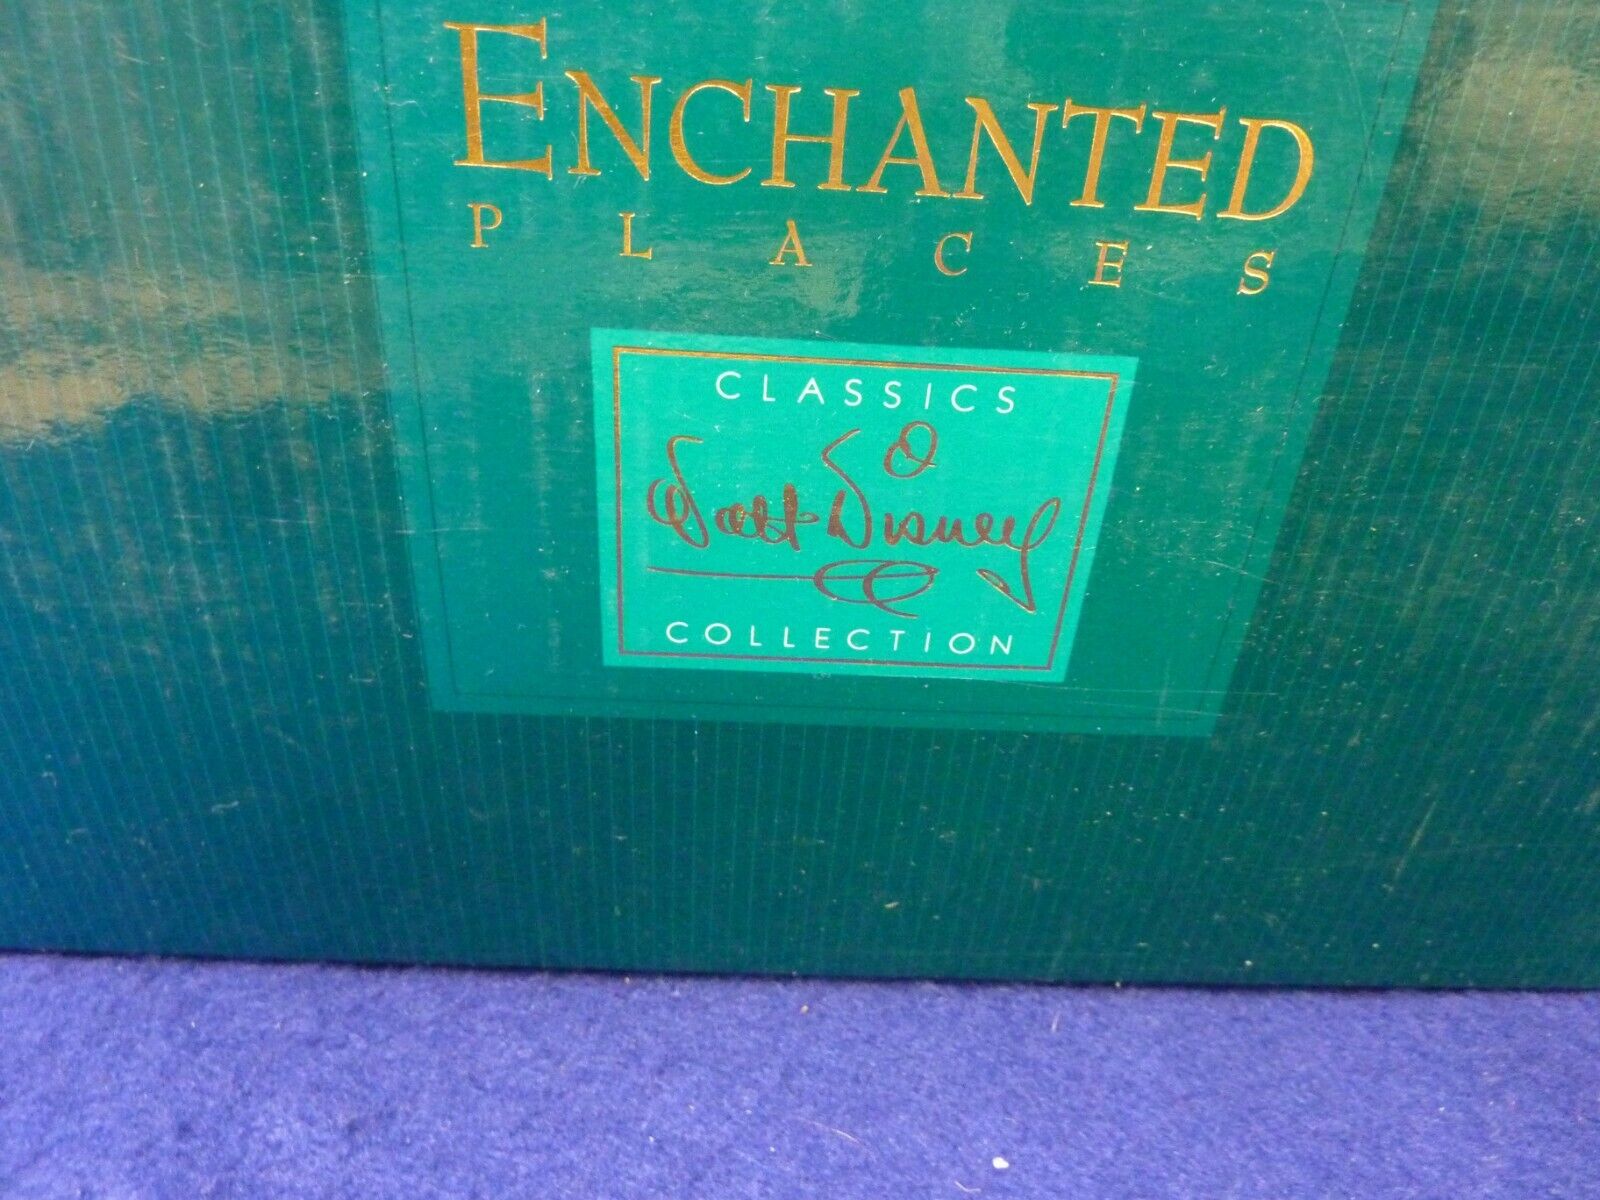 ENCHANTED
PLACES
CLASSICS
Walt Disney
COLLECTION